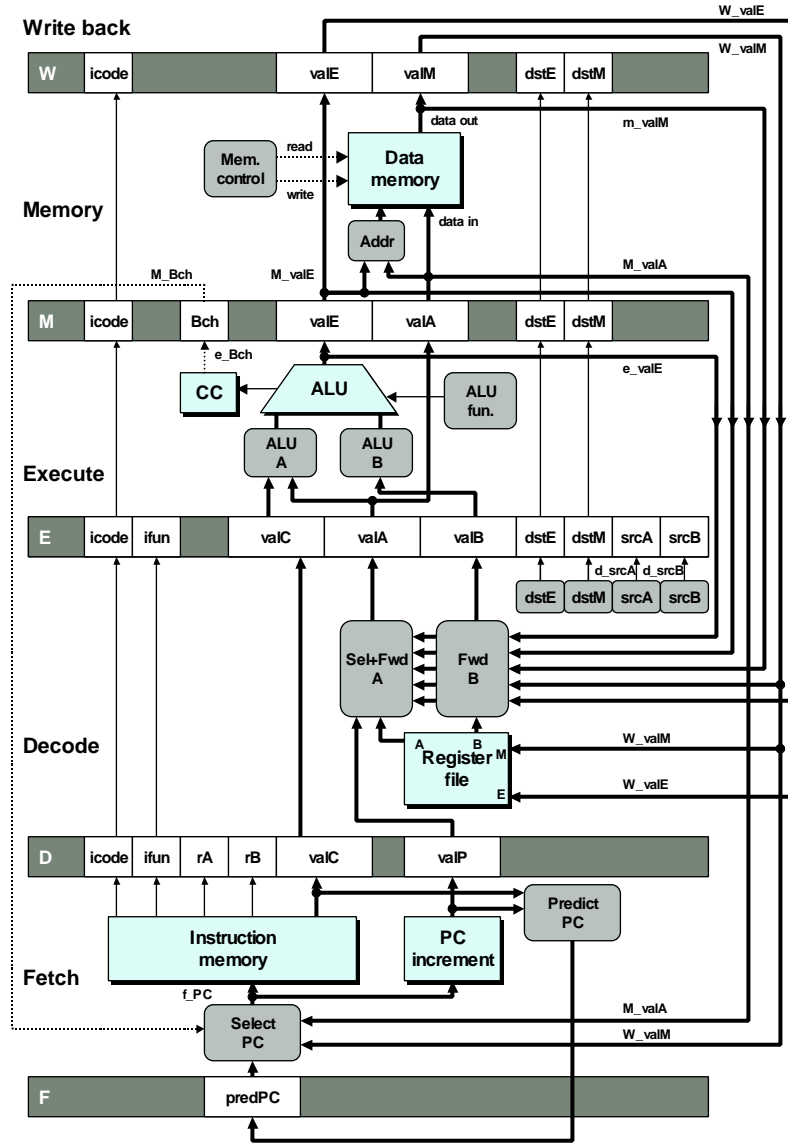 W_valE
Write back
W_valM
W
icode
valE
valM
dstE
dstM
data out
m_valM
Mem.
control
read
write
Data
memory
Memory
data in
Addr
M_Bch
M_valE
M_valA
M
icode
Bch
valE
valA
dstE
dstM
e_Bch
e_valE
CC
ALU
ALU
fun.
ALU
A
ALU
B
Execute
E
icode
ifun
valC
valA
valB
dstE
dstM
srcA
srcB
d_srcA
d_srcB
dstE
dstM
srcA
srcB
Sel+Fwd
A
Fwd
B
Decode
A
B
M
Register
file
E
W_valM
W_valE
D
icode
ifun
rA
rB
valC
valP
Predict
PC
Instruction
memory
PC
increment
Fetch
f_PC
Select
PC
M_valA
W_valM
F
predPC